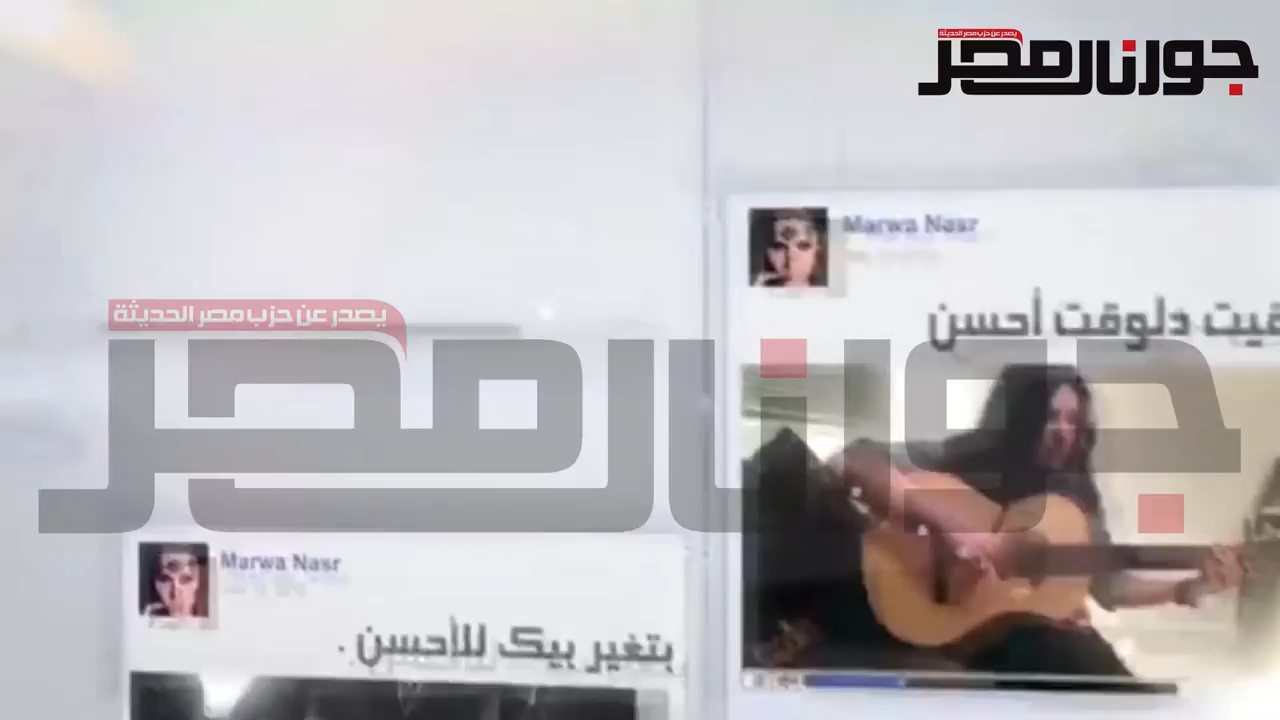 يصدر عن حزب مصر الحديثة
جورنال مصر
Marwa Nasr
دلوقت أحسن
يصدر عن حزب مصر الحديثة
جورنال مصر
Marwa Nasr
بتغير بيك للأحسن .